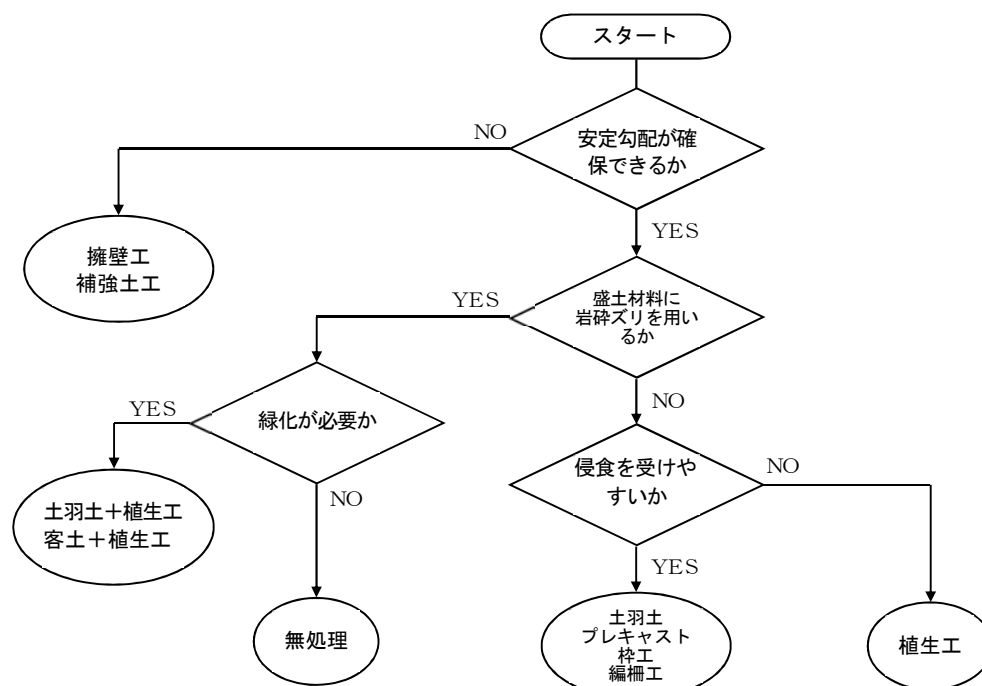 スタート
安定勾配が確
保できるか
NO
YES
擁壁工
補強土工
盛土材料に
岩砕ズリを用い
るか
YES
NO
緑化が必要か
YES
NO
侵食を受けや
すいか
NO
YES
土羽土＋植生工
客土＋植生工
無処理
土羽土
プレキャスト
枠工
編柵工
植生工